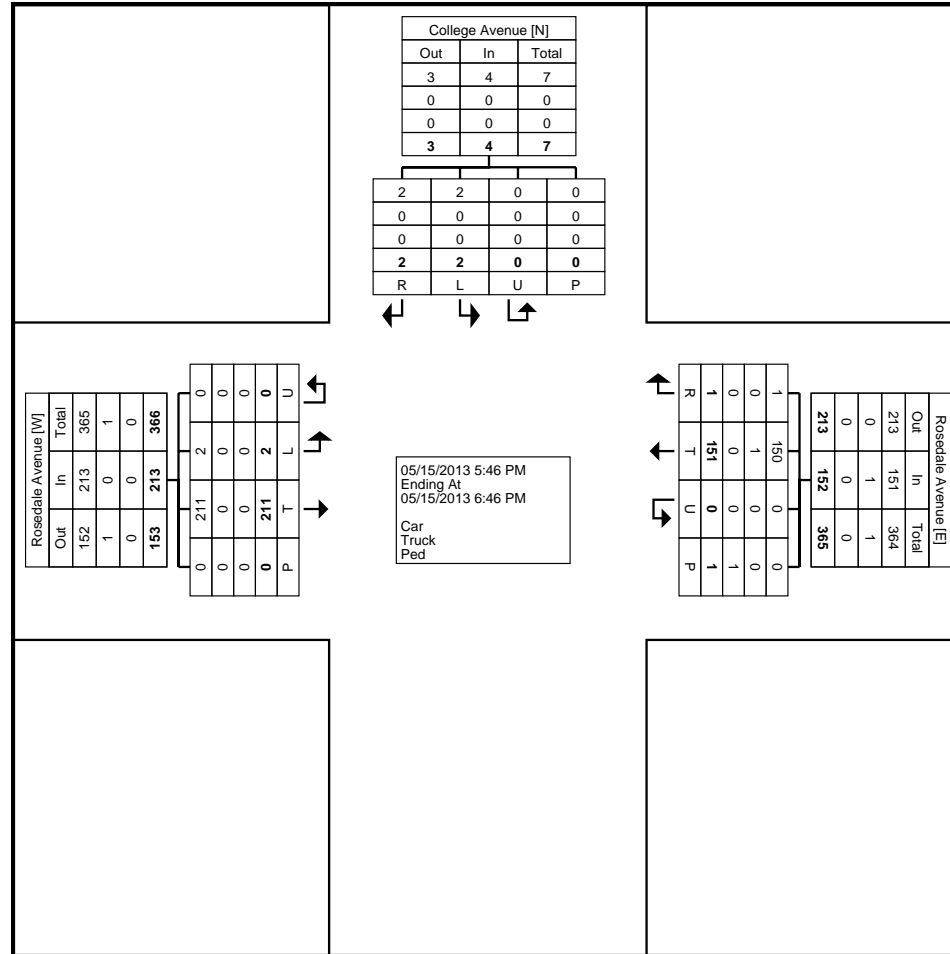 College Avenue [N]
Out In Total
3 4 7
0 0 0
0 0 0
3 4 7
2 2 0 0
0 0 0 0
0 0 0 0
2 2 0 0
R L U P
Rosedale Avenue [W]
Total In Out
365 213 152
1 0 1
0 0 0
366 213 153
0 2 211 0
0 0 0 0
0 0 0 0
0 2 211 0
U L T P
05/15/2013 5:46 PM
Ending At
05/15/2013 6:46 PM
Car
Truck
Ped
R T U P
1 151 0 1
0 0 0 1
0 1 0 0
1 150 0 0
Rosedale Avenue [E]
Out In Total
213 151 364
0 1 1
0 0 0
213 152 365